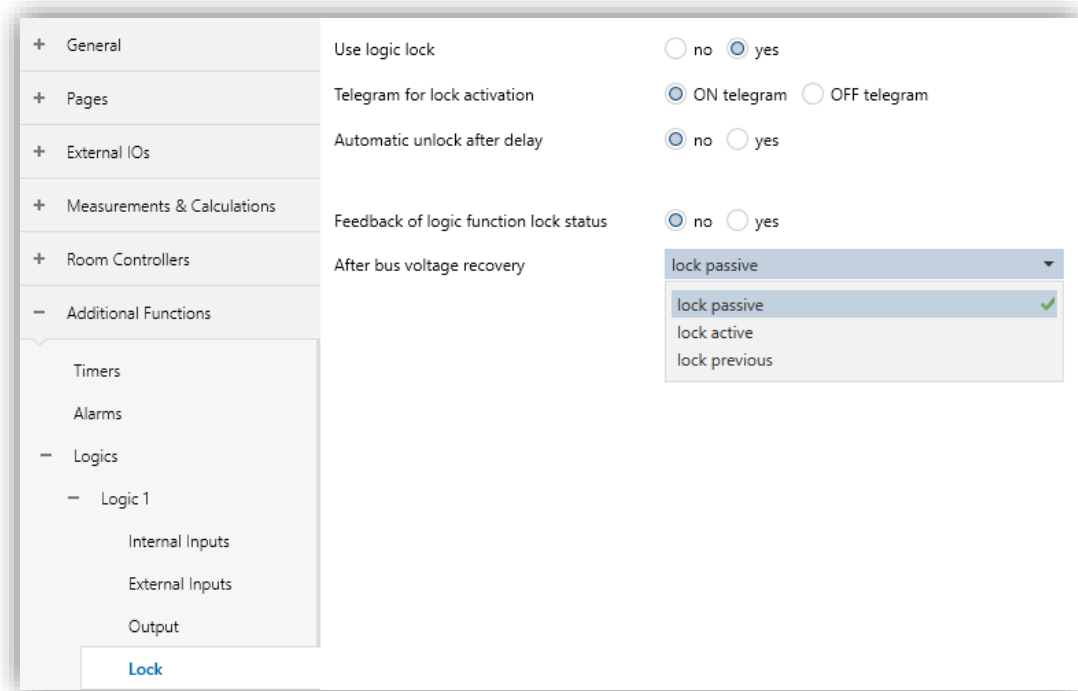 + General
+ Pages
+ External IOs
+ Measurements & Calculations
+ Room Controllers
− Additional Functions
Timers
Alarms
− Logics
− Logic 1
Internal Inputs
External Inputs
Output
Lock
Use logic lock no yes
Telegram for lock activation ON telegram OFF telegram
Automatic unlock after delay no yes
Feedback of logic function lock status no yes
After bus voltage recovery lock passive
lock passive
lock active
lock previous